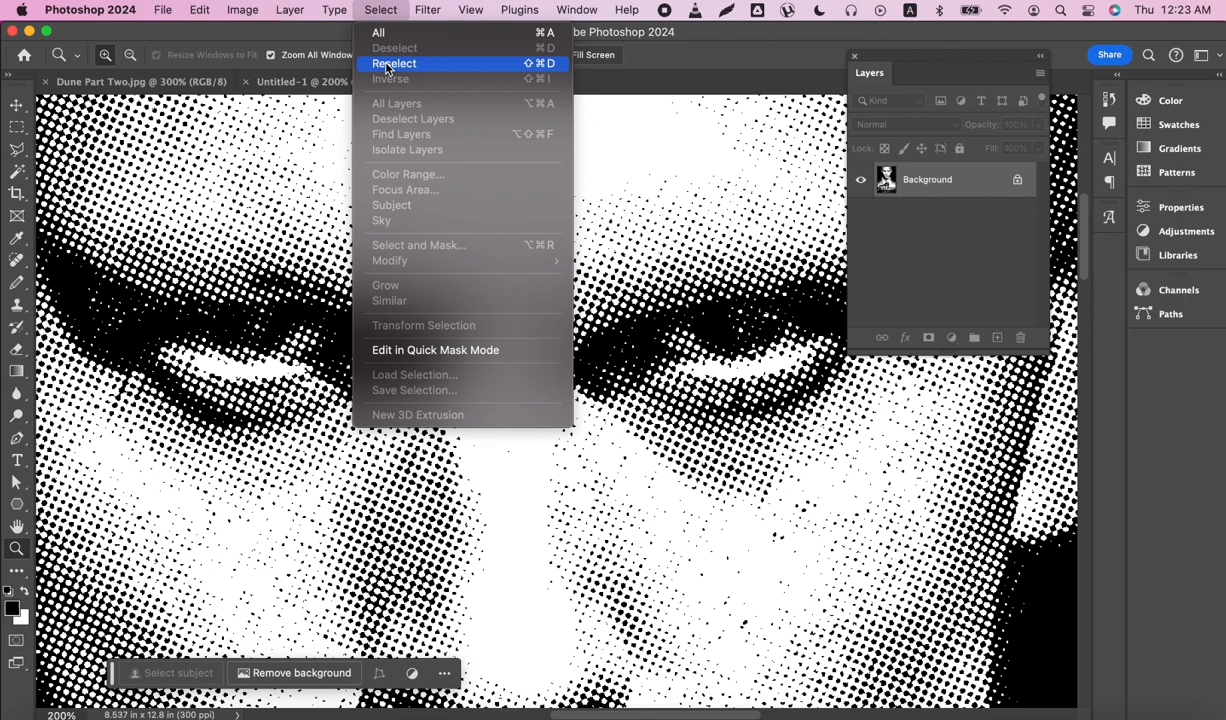 Photoshop 2024 File Edit Image Layer Type Select Filter View Plugins Window Help A Thu 12:23 AM
be Photoshop 2024
Resize Windows to Fit Zoom All Window Fill Screen Share
Dune Part Two.jpg @ 300% (RGB/8) Untitled-1 @ 200%
All ⌘A
Deselect ⌘D
Reselect ⇧⌘D
Inverse ⇧⌘I
All Layers ⌥⌘A
Deselect Layers
Find Layers ⌥⇧⌘F
Isolate Layers
Color Range...
Focus Area...
Subject
Sky
Select and Mask... ⌥⌘R
Modify
Grow
Similar
Transform Selection
Edit in Quick Mask Mode
Load Selection...
Save Selection...
New 3D Extrusion
Layers
Kind
Normal Opacity: 100%
Lock: Fill: 100%
Background
Color
Swatches
Gradients
Patterns
Properties
Adjustments
Libraries
Channels
Paths
Select subject Remove background
200% 8.537 in x 12.8 in (300 ppi)